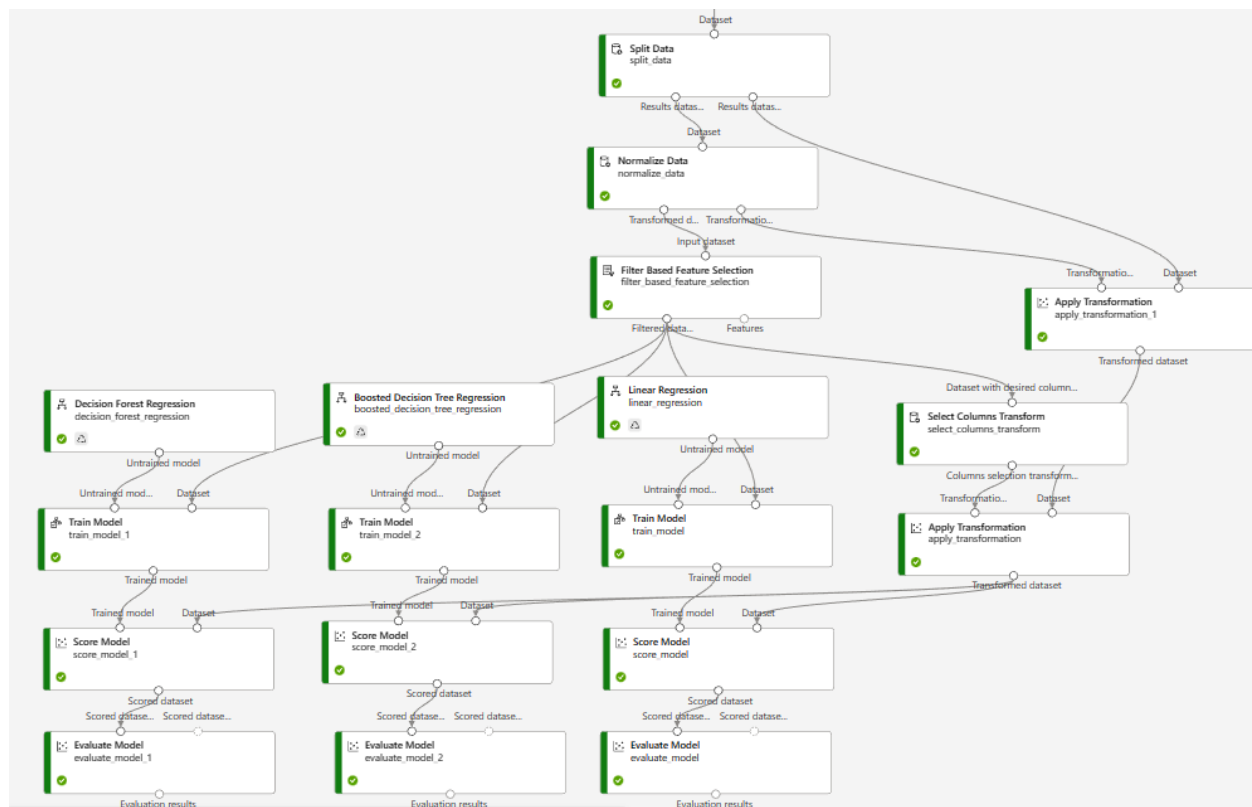 Dataset
Split Data
split_data
Results datas...
Results datas...
Dataset
Normalize Data
normalize_data
Transformed d...
Transformatio...
Input dataset
Filter Based Feature Selection
filter_based_feature_selection
Filtered data...
Features
Transformatio...
Dataset
Apply Transformation
apply_transformation_1
Transformed dataset
Decision Forest Regression
decision_forest_regression
Untrained model
Boosted Decision Tree Regression
boosted_decision_tree_regression
Untrained model
Linear Regression
linear_regression
Untrained model
Dataset with desired column...
Select Columns Transform
select_columns_transform
Columns selection transform...
Untrained mod...
Dataset
Train Model
train_model_1
Trained model
Untrained mod...
Dataset
Train Model
train_model_2
Trained model
Untrained mod...
Dataset
Train Model
train_model
Trained model
Transformatio...
Dataset
Apply Transformation
apply_transformation
Transformed dataset
Trained model
Dataset
Score Model
score_model_1
Scored dataset
Trained model
Dataset
Score Model
score_model_2
Scored dataset
Trained model
Dataset
Score Model
score_model
Scored dataset
Scored datase...
Scored datase...
Evaluate Model
evaluate_model_1
Evaluation results
Scored datase...
Scored datase...
Evaluate Model
evaluate_model_2
Evaluation results
Scored datase...
Scored datase...
Evaluate Model
evaluate_model
Evaluation results